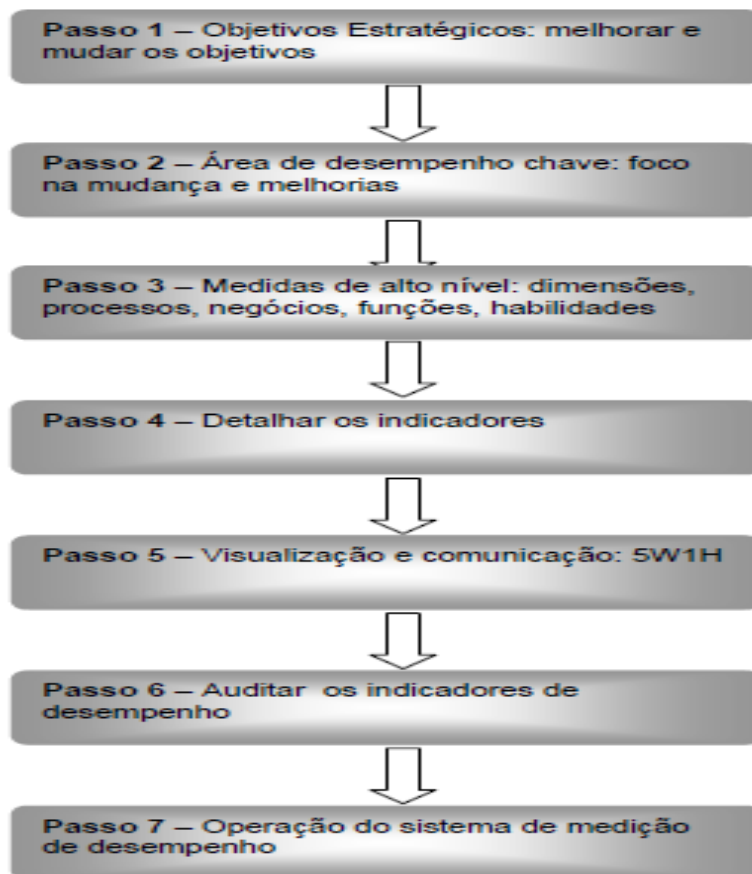 Passo 1 – Objetivos Estratégicos: melhorar e
mudar os objetivos
Passo 2 – Área de desempenho chave: foco
na mudança e melhorias
Passo 3 – Medidas de alto nível: dimensões,
processos, negócios, funções, habilidades
Passo 4 – Detalhar os indicadores
Passo 5 – Visualização e comunicação: 5W1H
Passo 6 – Auditar os indicadores de
desempenho
Passo 7 – Operação do sistema de medição
de desempenho